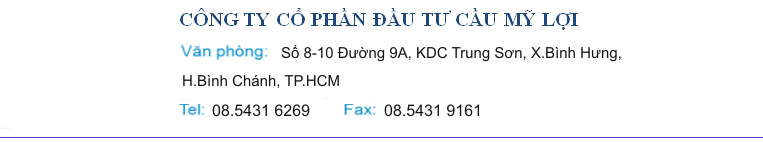 CÔNG TY CỔ PHẦN ĐẦU TƯ CẦU MỸ LỢI
Văn phòng: Số 8-10 Đường 9A, KDC Trung Sơn, X.Bình Hưng,
H.Bình Chánh, TP.HCM
Tel: 08.5431 6269 Fax: 08.5431 9161